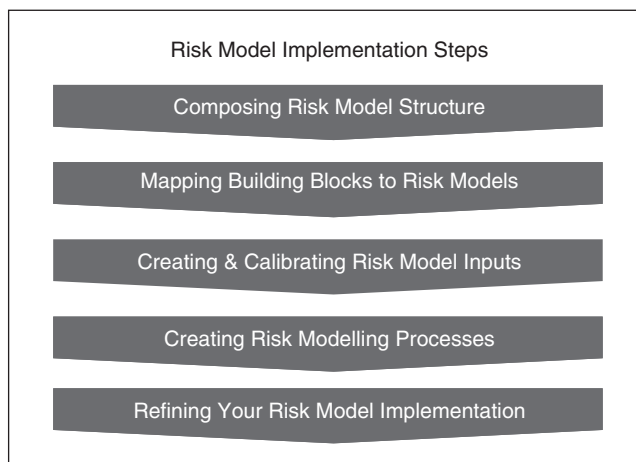 Risk Model Implementation Steps
Composing Risk Model Structure
Mapping Building Blocks to Risk Models
Creating & Calibrating Risk Model Inputs
Creating Risk Modelling Processes
Refining Your Risk Model Implementation